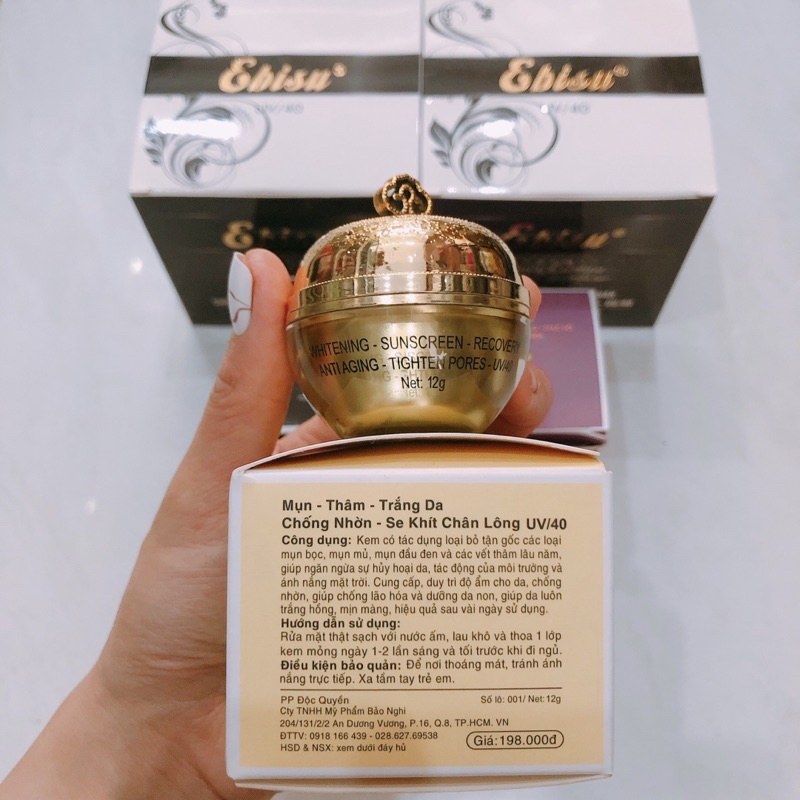 Ebisu®
UV/40
Ebisu®
UV/40
Ebisu®
WHITENING - SUNSCREEN - RECOVERY
ANTI AGING - TIGHTEN PORES - UV/40
Net: 12g
Mụn - Thâm - Trắng Da
Chống Nhờn - Se Khít Chân Lông UV/40
Công dụng: Kem có tác dụng loại bỏ tận gốc các loại
mụn bọc, mụn mủ, mụn đầu đen và các vết thâm lâu năm,
giúp ngăn ngừa sự hủy hoại da, tác động của môi trường và
ánh nắng mặt trời. Cung cấp, duy trì độ ẩm cho da, chống
nhờn, giúp chống lão hóa và dưỡng da non, giúp da luôn
trắng hồng, mịn màng, hiệu quả sau vài ngày sử dụng.
Hướng dẫn sử dụng:
Rửa mặt thật sạch với nước ấm, lau khô và thoa 1 lớp
kem mỏng ngày 1-2 lần sáng và tối trước khi đi ngủ.
Điều kiện bảo quản: Để nơi thoáng mát, tránh ánh
nắng trực tiếp. Xa tầm tay trẻ em.
PP Độc Quyền
Số lô: 001/ Net: 12g
Cty TNHH Mỹ Phẩm Bảo Nghi
204/131/2/2 An Dương Vương, P.16, Q.8, TP.HCM. VN
ĐTTV: 0918 166 439 - 028.627.69538
HSD & NSX: xem dưới đáy hủ
Giá: 198.000đ